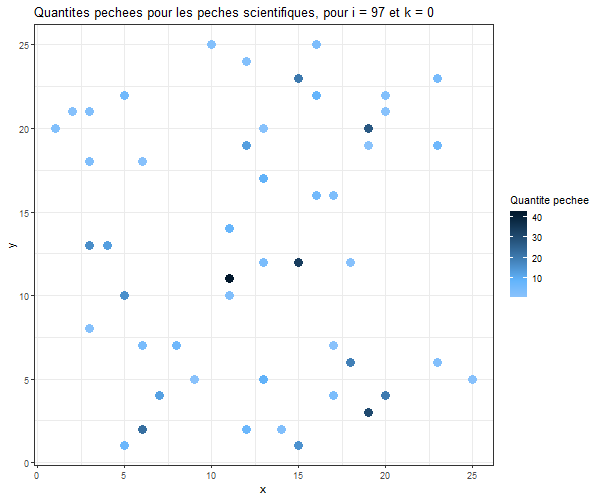 Quantites pechees pour les peches scientifiques, pour i = 97 et k = 0
25
20
15
10
5
0
y
0 5 10 15 20 25
x
Quantite pechee
40
30
20
10